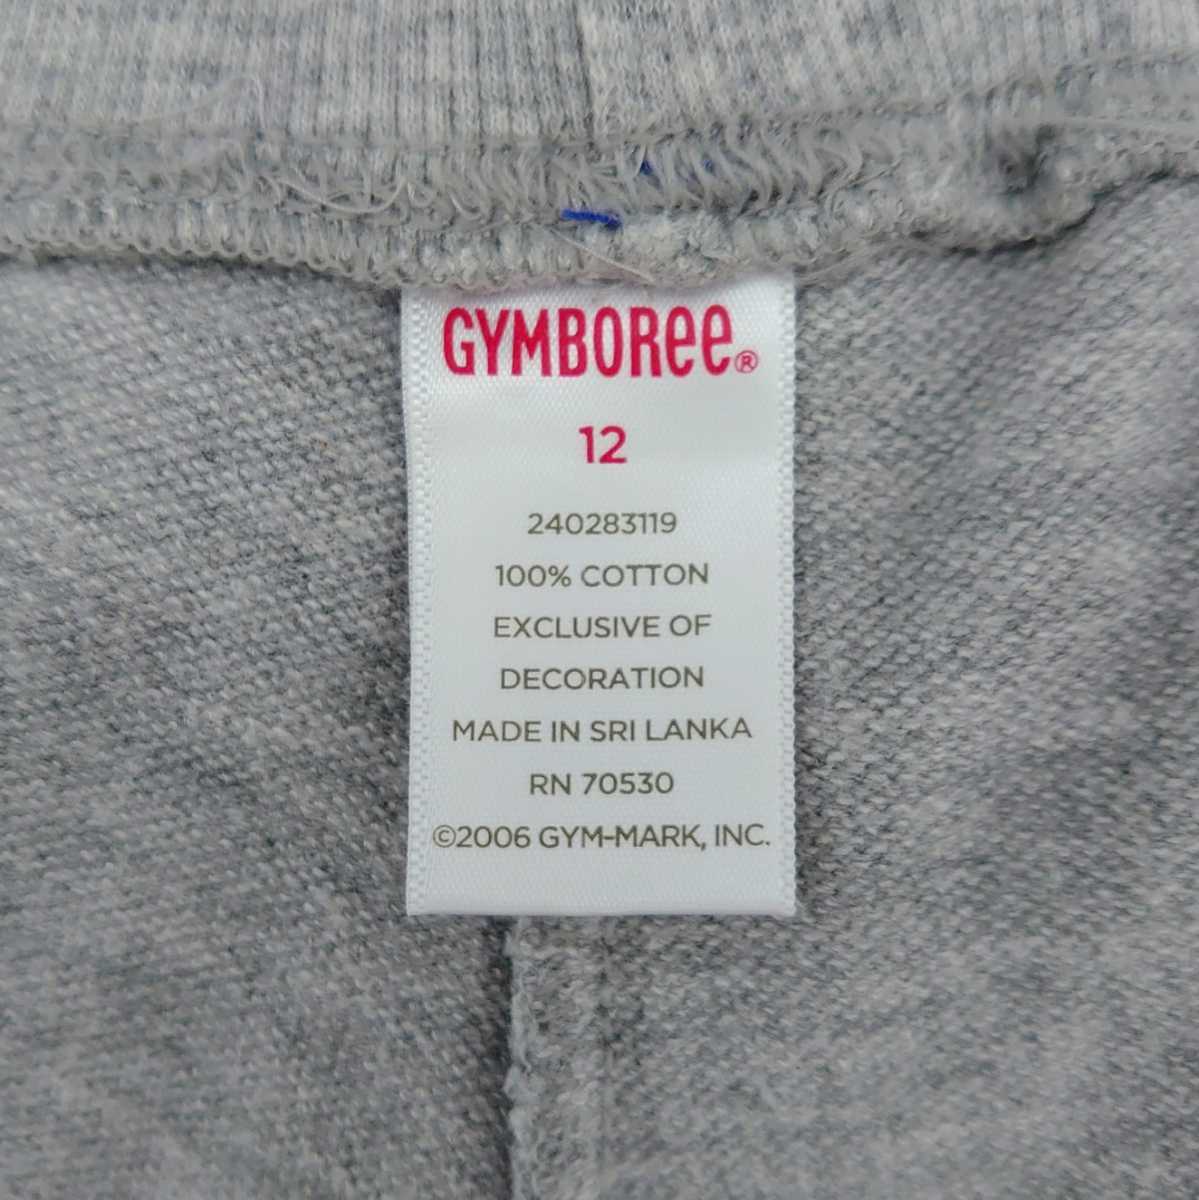 GYMBOREE®
12
240283119
100% COTTON
EXCLUSIVE OF
DECORATION
MADE IN SRI LANKA
RN 70530
©2006 GYM-MARK, INC.